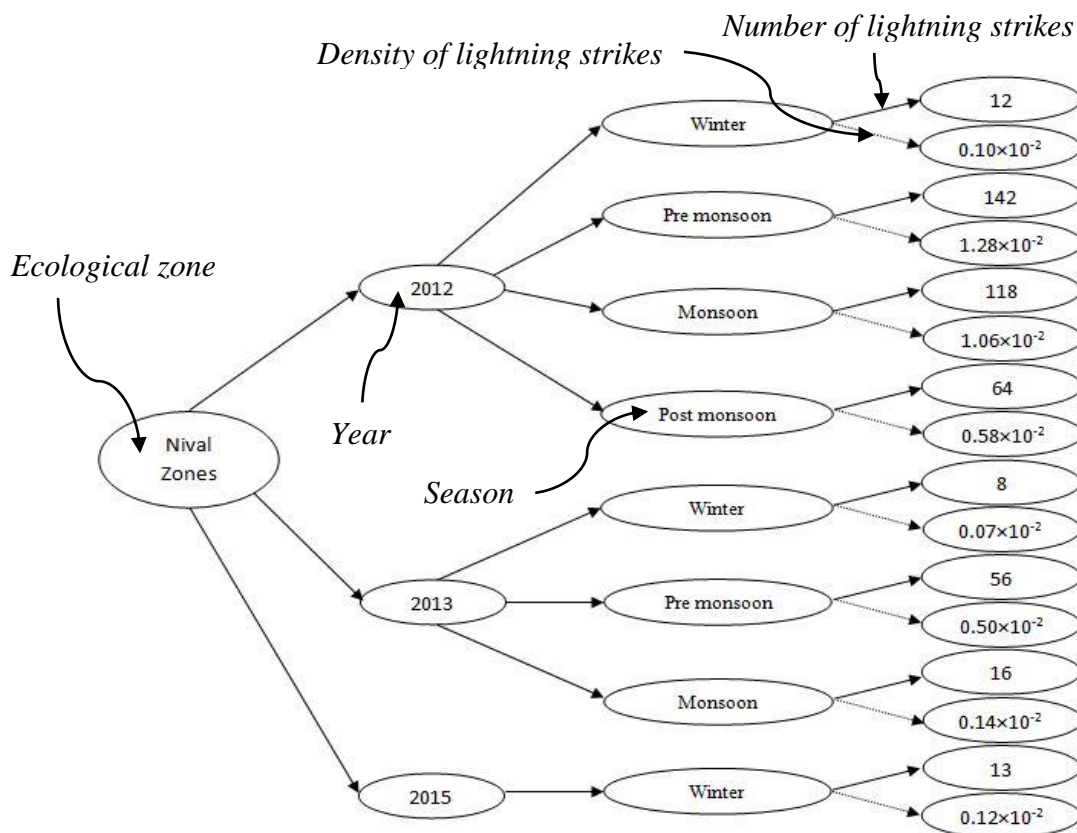 Number of lightning strikes
Density of lightning strikes
12
Winter
0.10×10⁻²
142
Pre monsoon
1.28×10⁻²
Ecological zone
2012
118
Monsoon
1.06×10⁻²
64
Post monsoon
0.58×10⁻²
Year
Nival
Zones
Season
8
Winter
0.07×10⁻²
56
2013
Pre monsoon
0.50×10⁻²
16
Monsoon
0.14×10⁻²
13
2015
Winter
0.12×10⁻²